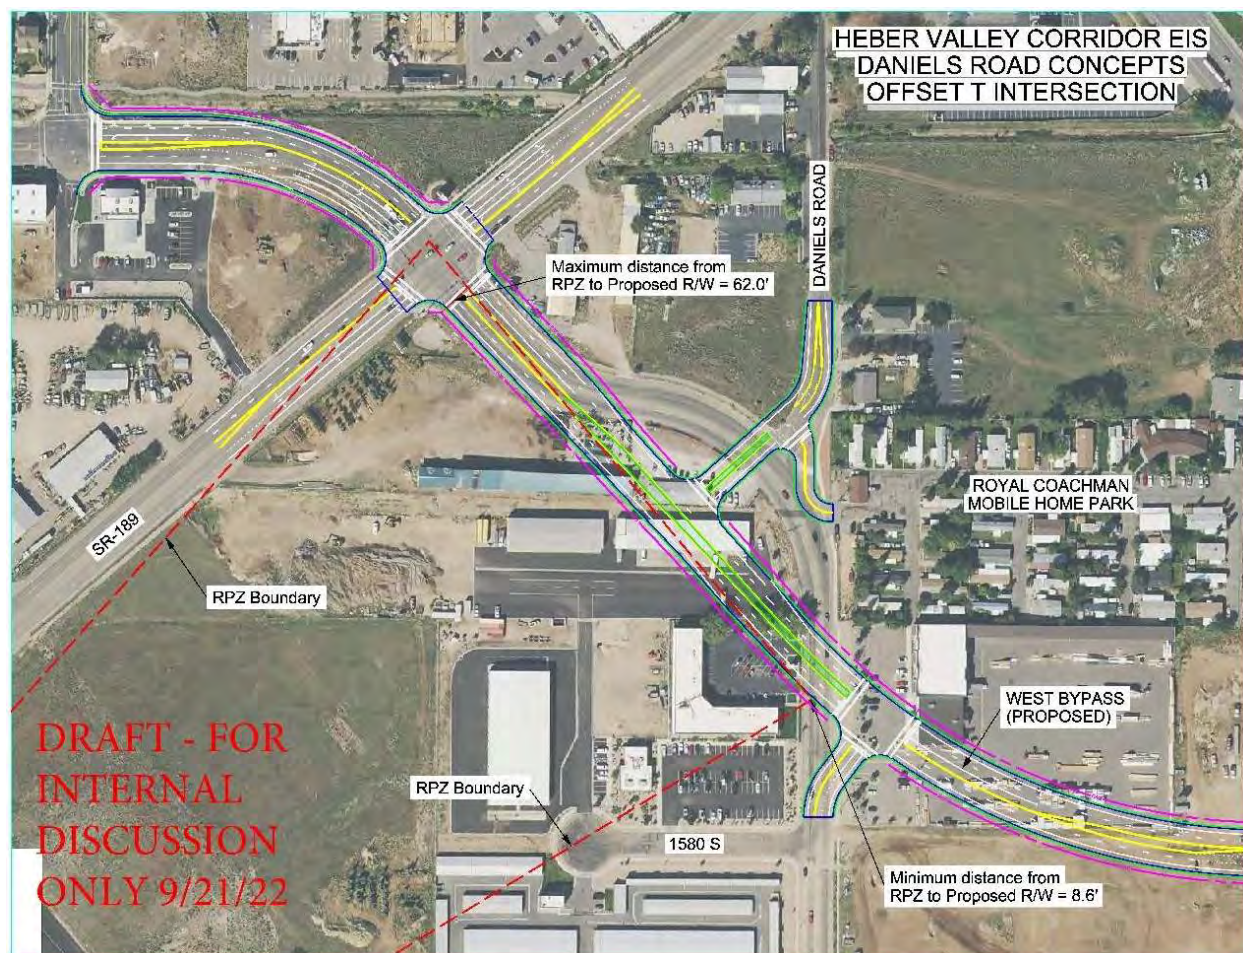 HEBER VALLEY CORRIDOR EIS
DANIELS ROAD CONCEPTS
OFFSET T INTERSECTION
DANIELS ROAD
Maximum distance from
RPZ to Proposed R/W = 62.0'
ROYAL COACHMAN
MOBILE HOME PARK
SR-189
RPZ Boundary
WEST BYPASS
(PROPOSED)
DRAFT - FOR
INTERNAL
DISCUSSION
ONLY 9/21/22
RPZ Boundary
1580 S
Minimum distance from
RPZ to Proposed R/W = 8.6'